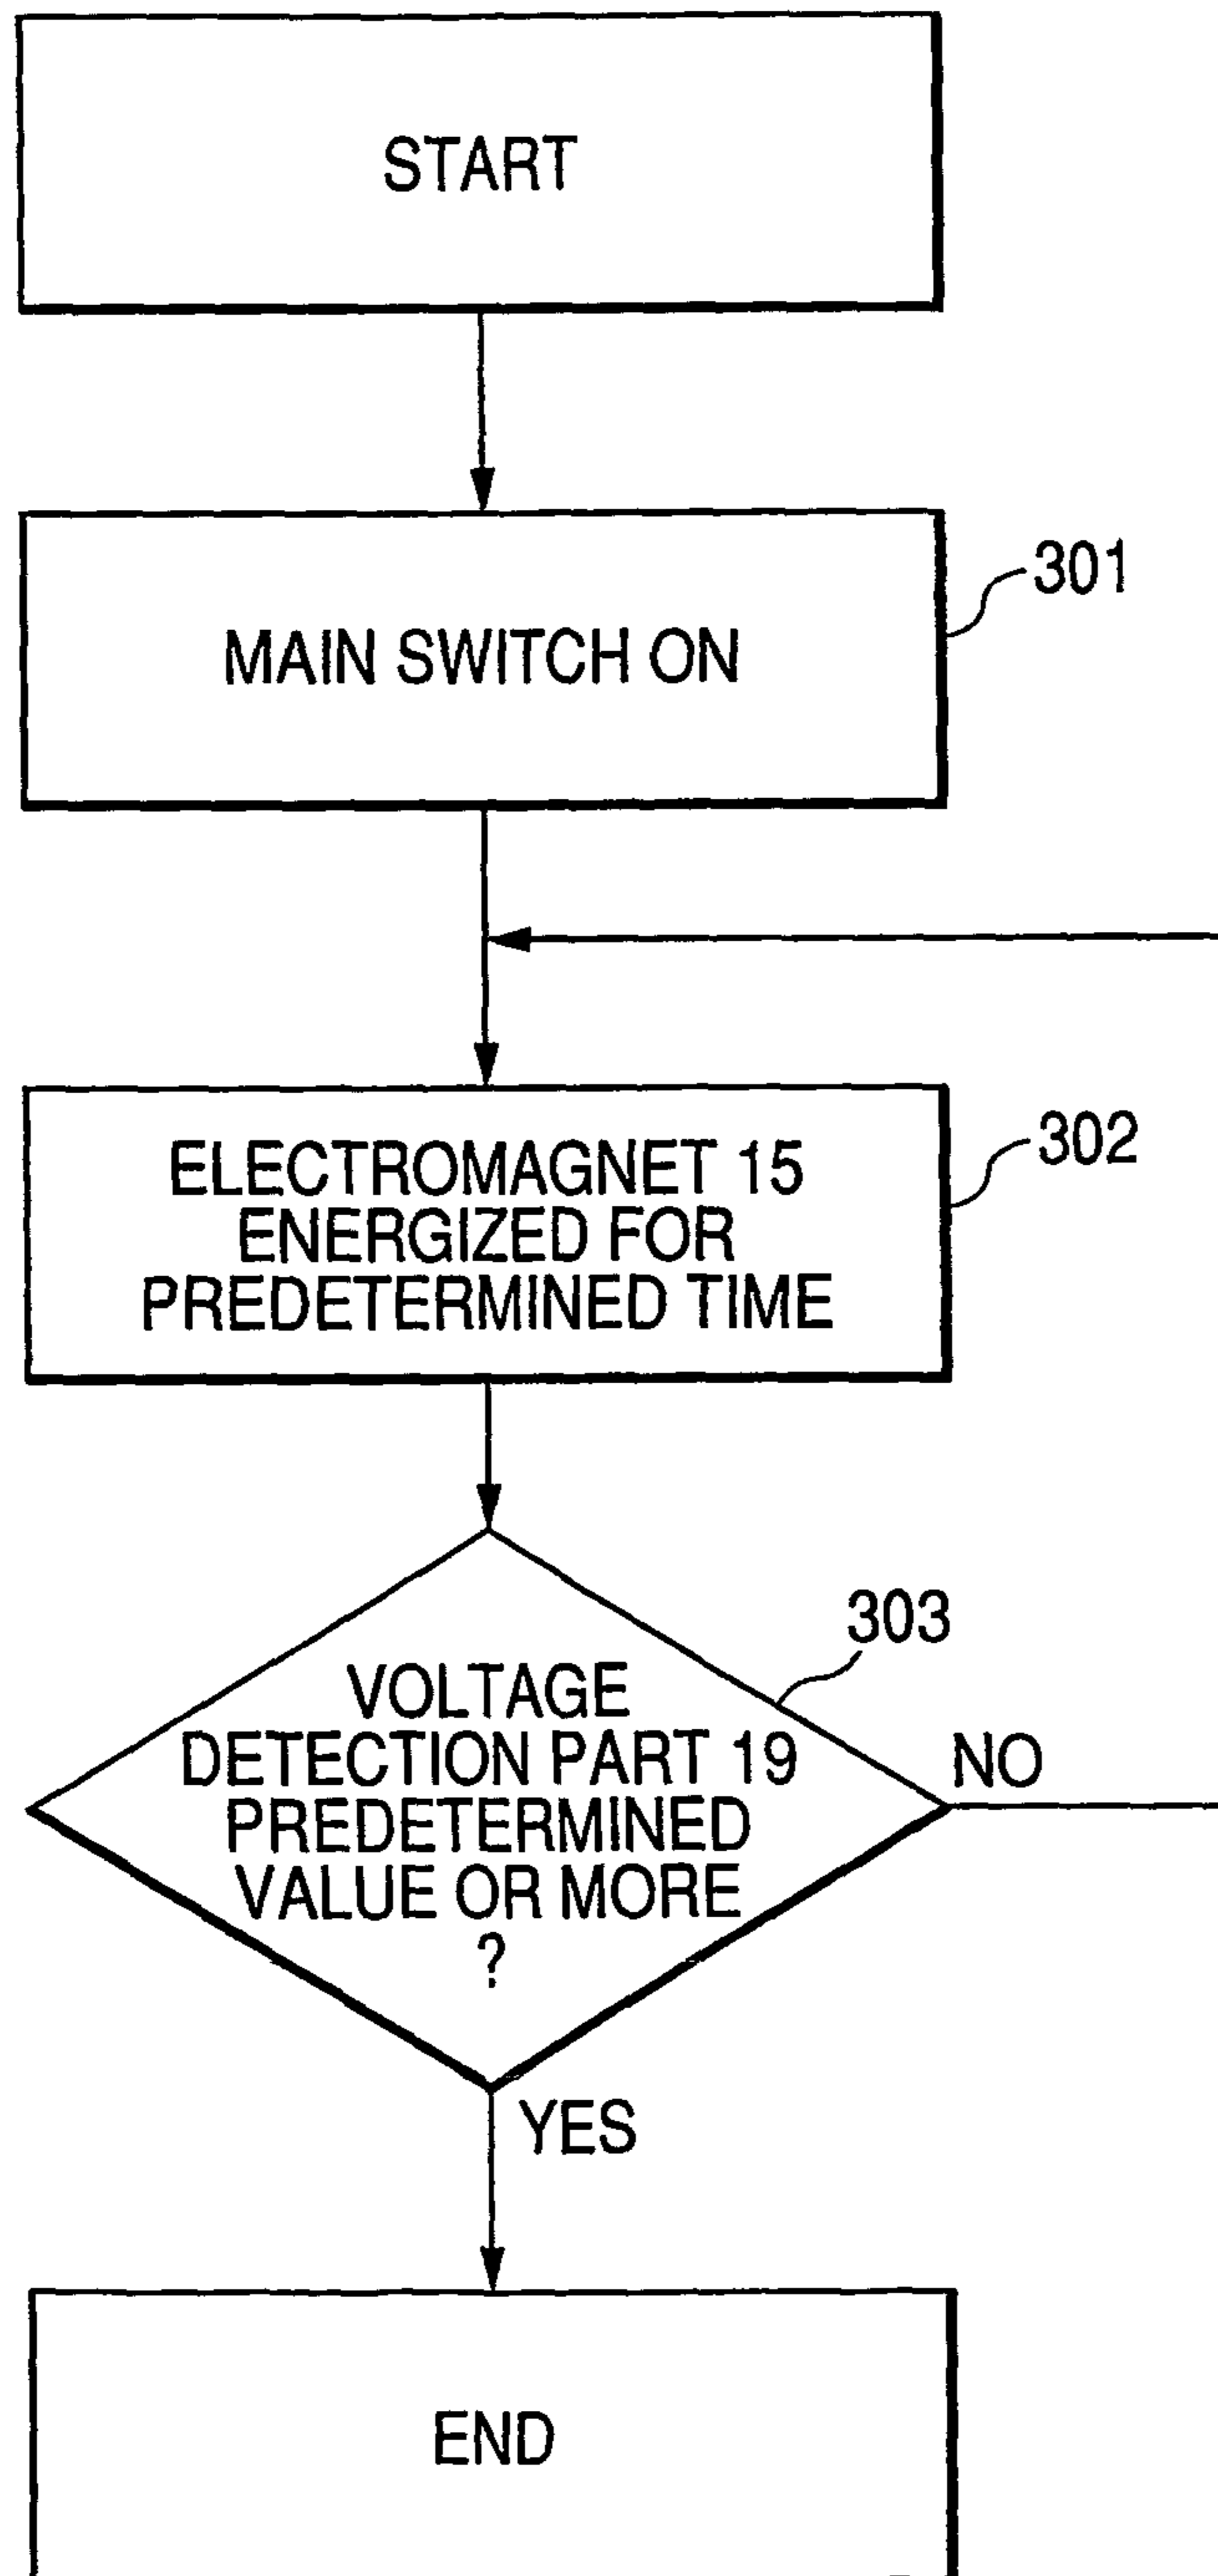 START
MAIN SWITCH ON
301
ELECTROMAGNET 15
ENERGIZED FOR
PREDETERMINED TIME
302
303
VOLTAGE
DETECTION PART 19
PREDETERMINED
VALUE OR MORE
?
NO
YES
END